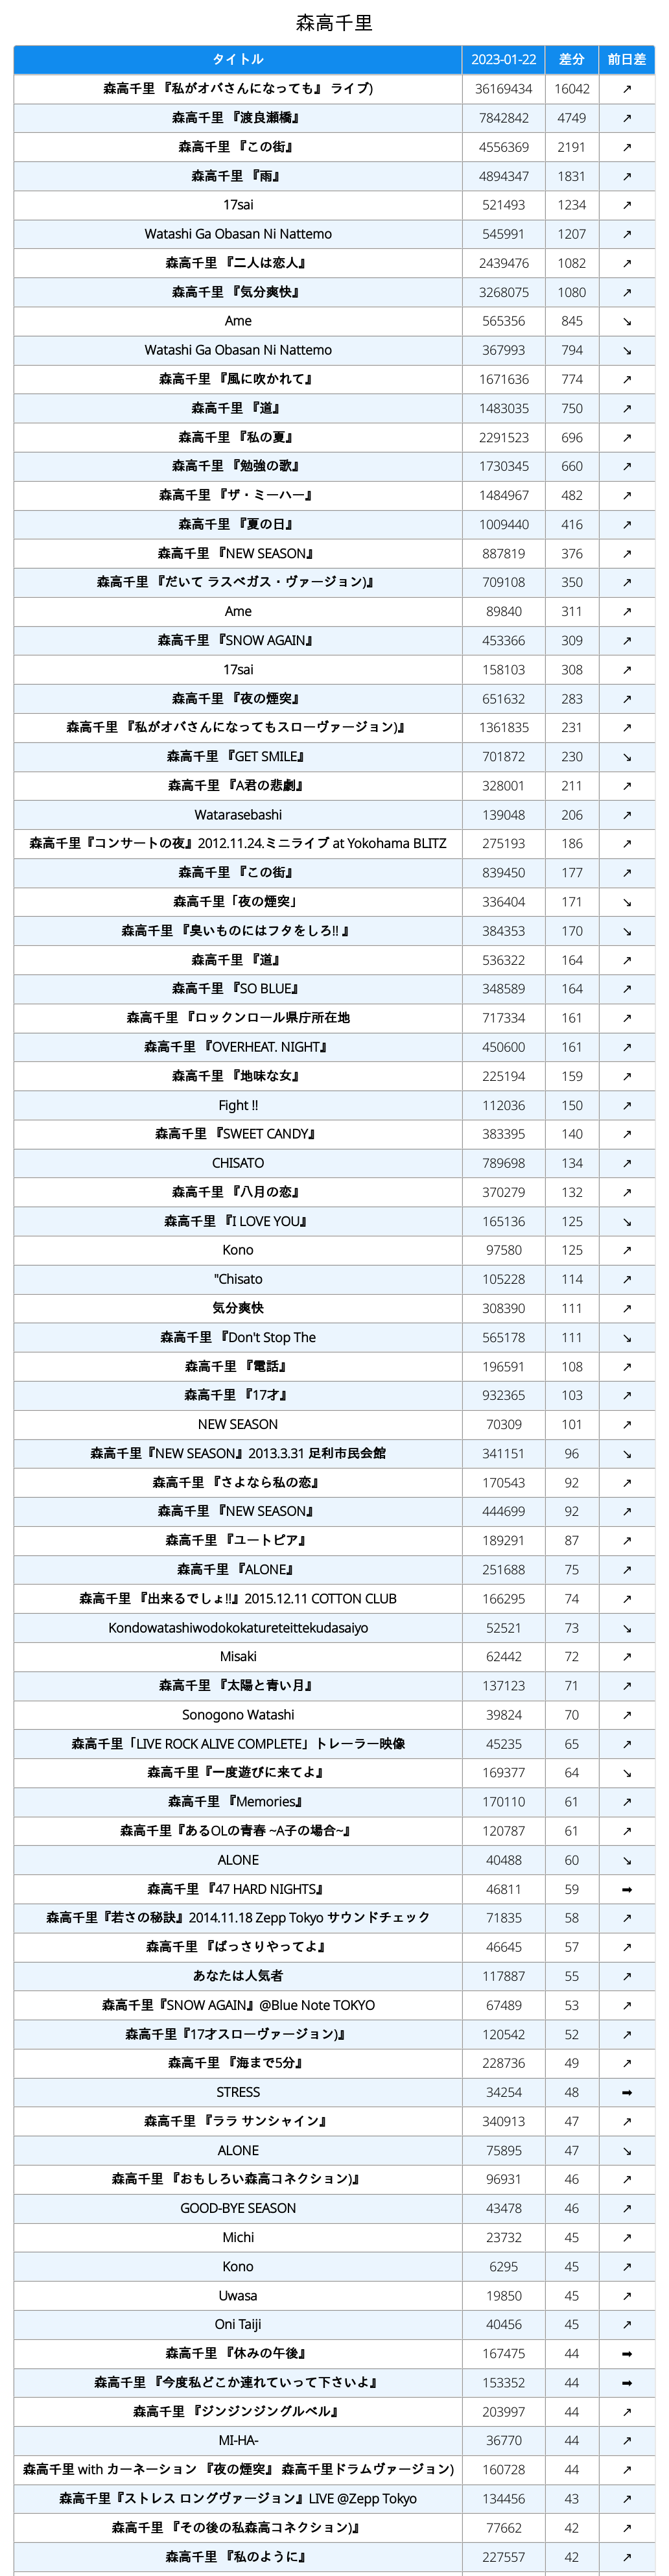 森高千里
タイトル 2023-01-22 差分 前日差
森高千里 『私がオバさんになっても』 ライブ) 36169434 16042 ↗
森高千里 『渡良瀬橋』 7842842 4749 ↗
森高千里 『この街』 4556369 2191 ↗
森高千里 『雨』 4894347 1831 ↗
17sai 521493 1234 ↗
Watashi Ga Obasan Ni Nattemo 545991 1207 ↗
森高千里 『二人は恋人』 2439476 1082 ↗
森高千里 『気分爽快』 3268075 1080 ↗
Ame 565356 845 ↘
Watashi Ga Obasan Ni Nattemo 367993 794 ↘
森高千里 『風に吹かれて』 1671636 774 ↗
森高千里 『道』 1483035 750 ↗
森高千里 『私の夏』 2291523 696 ↗
森高千里 『勉強の歌』 1730345 660 ↗
森高千里 『ザ・ミーハー』 1484967 482 ↗
森高千里 『夏の日』 1009440 416 ↗
森高千里 『NEW SEASON』 887819 376 ↗
森高千里 『だいて ラスベガス・ヴァージョン)』 709108 350 ↗
Ame 89840 311 ↗
森高千里 『SNOW AGAIN』 453366 309 ↗
17sai 158103 308 ↗
森高千里 『夜の煙突』 651632 283 ↗
森高千里 『私がオバさんになってもスローヴァージョン)』 1361835 231 ↗
森高千里 『GET SMILE』 701872 230 ↘
森高千里 『A君の悲劇』 328001 211 ↗
Watarasebashi 139048 206 ↗
森高千里『コンサートの夜』2012.11.24.ミニライブ at Yokohama BLITZ 275193 186 ↗
森高千里 『この街』 839450 177 ↗
森高千里「夜の煙突」 336404 171 ↘
森高千里 『臭いものにはフタをしろ!! 』 384353 170 ↘
森高千里 『道』 536322 164 ↗
森高千里 『SO BLUE』 348589 164 ↗
森高千里 『ロックンロール県庁所在地 717334 161 ↗
森高千里 『OVERHEAT. NIGHT』 450600 161 ↗
森高千里 『地味な女』 225194 159 ↗
Fight !! 112036 150 ↗
森高千里 『SWEET CANDY』 383395 140 ↗
CHISATO 789698 134 ↗
森高千里 『八月の恋』 370279 132 ↗
森高千里 『I LOVE YOU』 165136 125 ↘
Kono 97580 125 ↗
"Chisato 105228 114 ↗
気分爽快 308390 111 ↗
森高千里 『Don't Stop The 565178 111 ↘
森高千里 『電話』 196591 108 ↗
森高千里 『17才』 932365 103 ↗
NEW SEASON 70309 101 ↗
森高千里『NEW SEASON』2013.3.31 足利市民会館 341151 96 ↘
森高千里 『さよなら私の恋』 170543 92 ↗
森高千里 『NEW SEASON』 444699 92 ↗
森高千里 『ユートピア』 189291 87 ↗
森高千里 『ALONE』 251688 75 ↗
森高千里 『出来るでしょ!!』2015.12.11 COTTON CLUB 166295 74 ↗
Kondowatashiwodokokatureteittekudasaiyo 52521 73 ↘
Misaki 62442 72 ↗
森高千里 『太陽と青い月』 137123 71 ↗
Sonogono Watashi 39824 70 ↗
森高千里「LIVE ROCK ALIVE COMPLETE」トレーラー映像 45235 65 ↗
森高千里『一度遊びに来てよ』 169377 64 ↘
森高千里 『Memories』 170110 61 ↗
森高千里『あるOLの青春 ~A子の場合~』 120787 61 ↗
ALONE 40488 60 ↘
森高千里 『47 HARD NIGHTS』 46811 59 ➡
森高千里『若さの秘訣』2014.11.18 Zepp Tokyo サウンドチェック 71835 58 ↗
森高千里 『ばっさりやってよ』 46645 57 ↗
あなたは人気者 117887 55 ↗
森高千里『SNOW AGAIN』@Blue Note TOKYO 67489 53 ↗
森高千里『17才スローヴァージョン)』 120542 52 ↗
森高千里 『海まで5分』 228736 49 ↗
STRESS 34254 48 ➡
森高千里 『ララ サンシャイン』 340913 47 ↗
ALONE 75895 47 ↘
森高千里 『おもしろい森高コネクション)』 96931 46 ↗
GOOD-BYE SEASON 43478 46 ↗
Michi 23732 45 ↗
Kono 6295 45 ↗
Uwasa 19850 45 ↗
Oni Taiji 40456 45 ↗
森高千里 『休みの午後』 167475 44 ➡
森高千里 『今度私どこか連れていって下さいよ』 153352 44 ➡
森高千里 『ジンジンジングルベル』 203997 44 ↗
MI-HA- 36770 44 ↗
森高千里 with カーネーション 『夜の煙突』 森高千里ドラムヴァージョン) 160728 44 ↗
森高千里『ストレス ロングヴァージョン』LIVE @Zepp Tokyo 134456 43 ↗
森高千里 『その後の私森高コネクション)』 77662 42 ↗
森高千里 『私のように』 227557 42 ↗